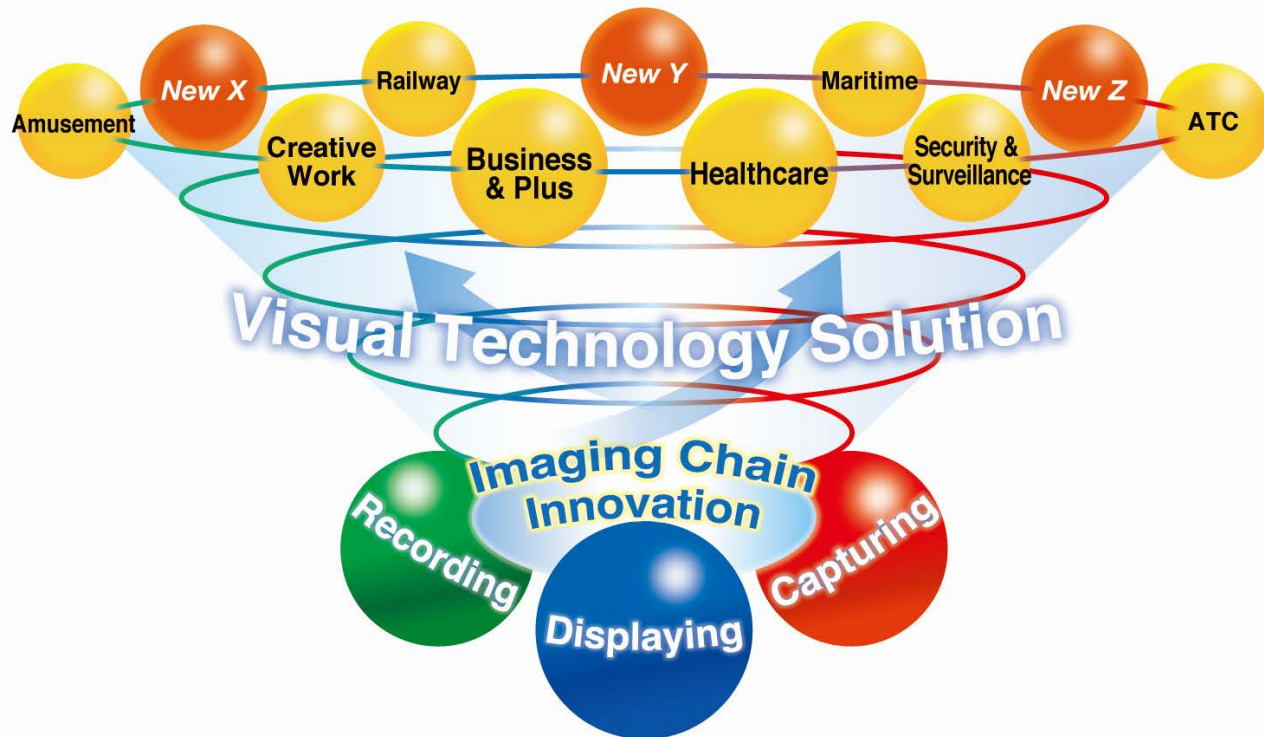 New X
Railway
New Y
Maritime
New Z
Amusement
ATC
Creative
Work
Business
& Plus
Healthcare
Security &
Surveillance
Visual Technology Solution
Imaging Chain
Innovation
Recording
Displaying
Capturing